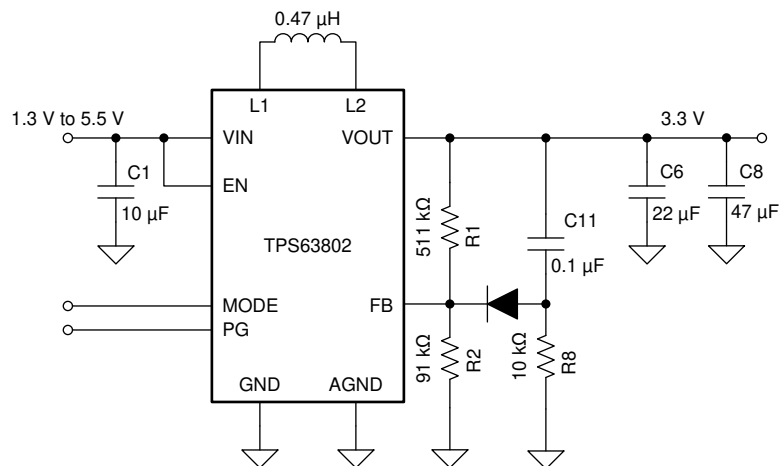 0.47 µH
L1
L2
1.3 V to 5.5 V
VIN
VOUT
3.3 V
EN
C1
10 µF
C6
22 µF
C8
47 µF
511 kΩ
R1
C11
0.1 µF
TPS63802
MODE
FB
PG
91 kΩ
R2
10 kΩ
R8
GND
AGND